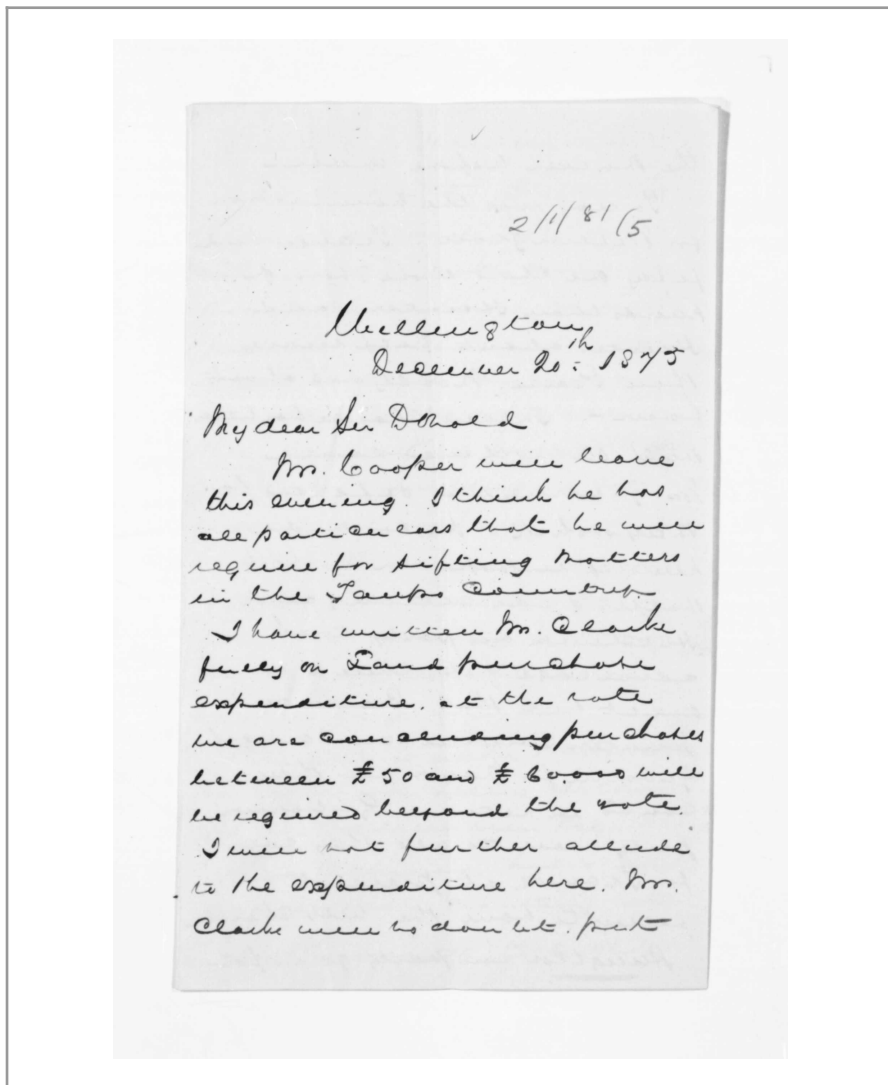 2/1/81/5
Wellington
December 20th 1875
My dear Sir Donald
Mr. Cooper will leave
this evening. I think he has
all particulars that he will
require for sifting matters
in the Taupo Country.
I have written Mr. Clarke
fully on Land purchase
expenditure. at the rate
we are concluding purchases
between £50 and £60.000 will
be required beyond the vote.
I will not further allude
to the expenditure here. Mr.
Clarke will no doubt. put